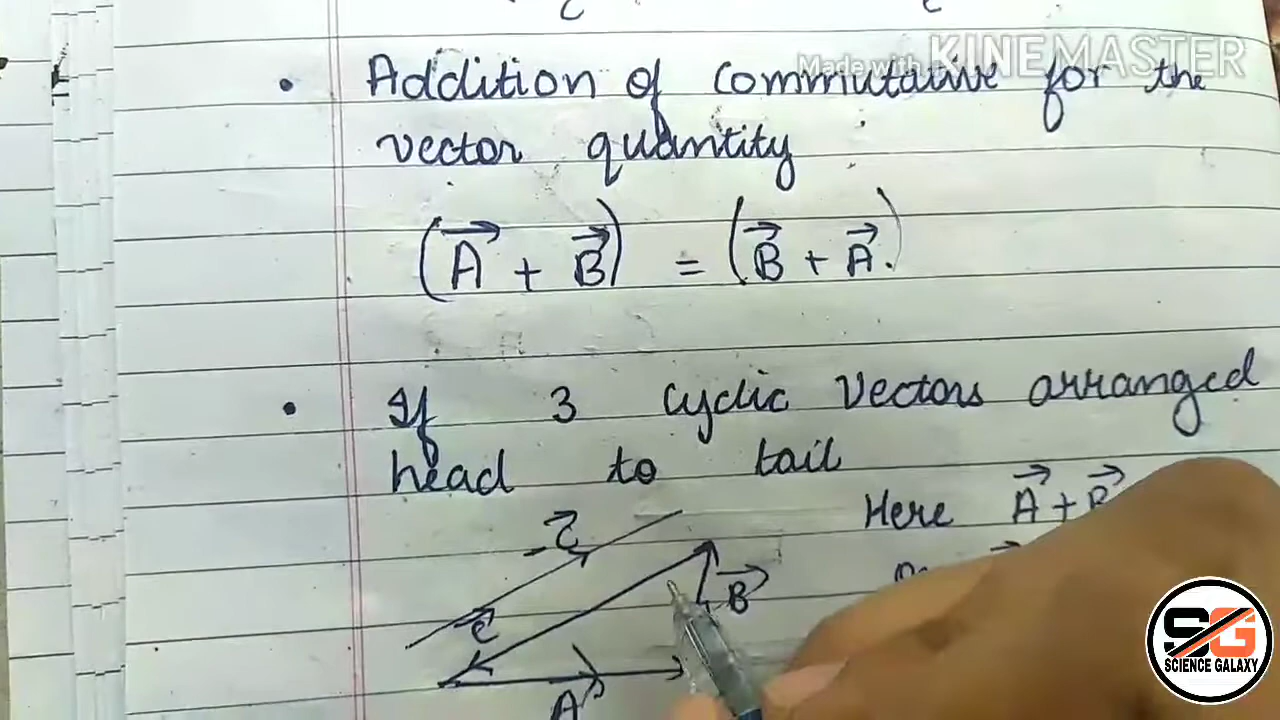 Made with KINEMASTER
• Addition of commutative for the
vector quantity
(A⃗ + B⃗) = (B⃗ + A⃗.)
• If 3 cyclic vectors arranged
head to tail
Here A⃗ + B⃗
-C⃗
B⃗
C⃗
A⃗
SG
SCIENCE GALAXY